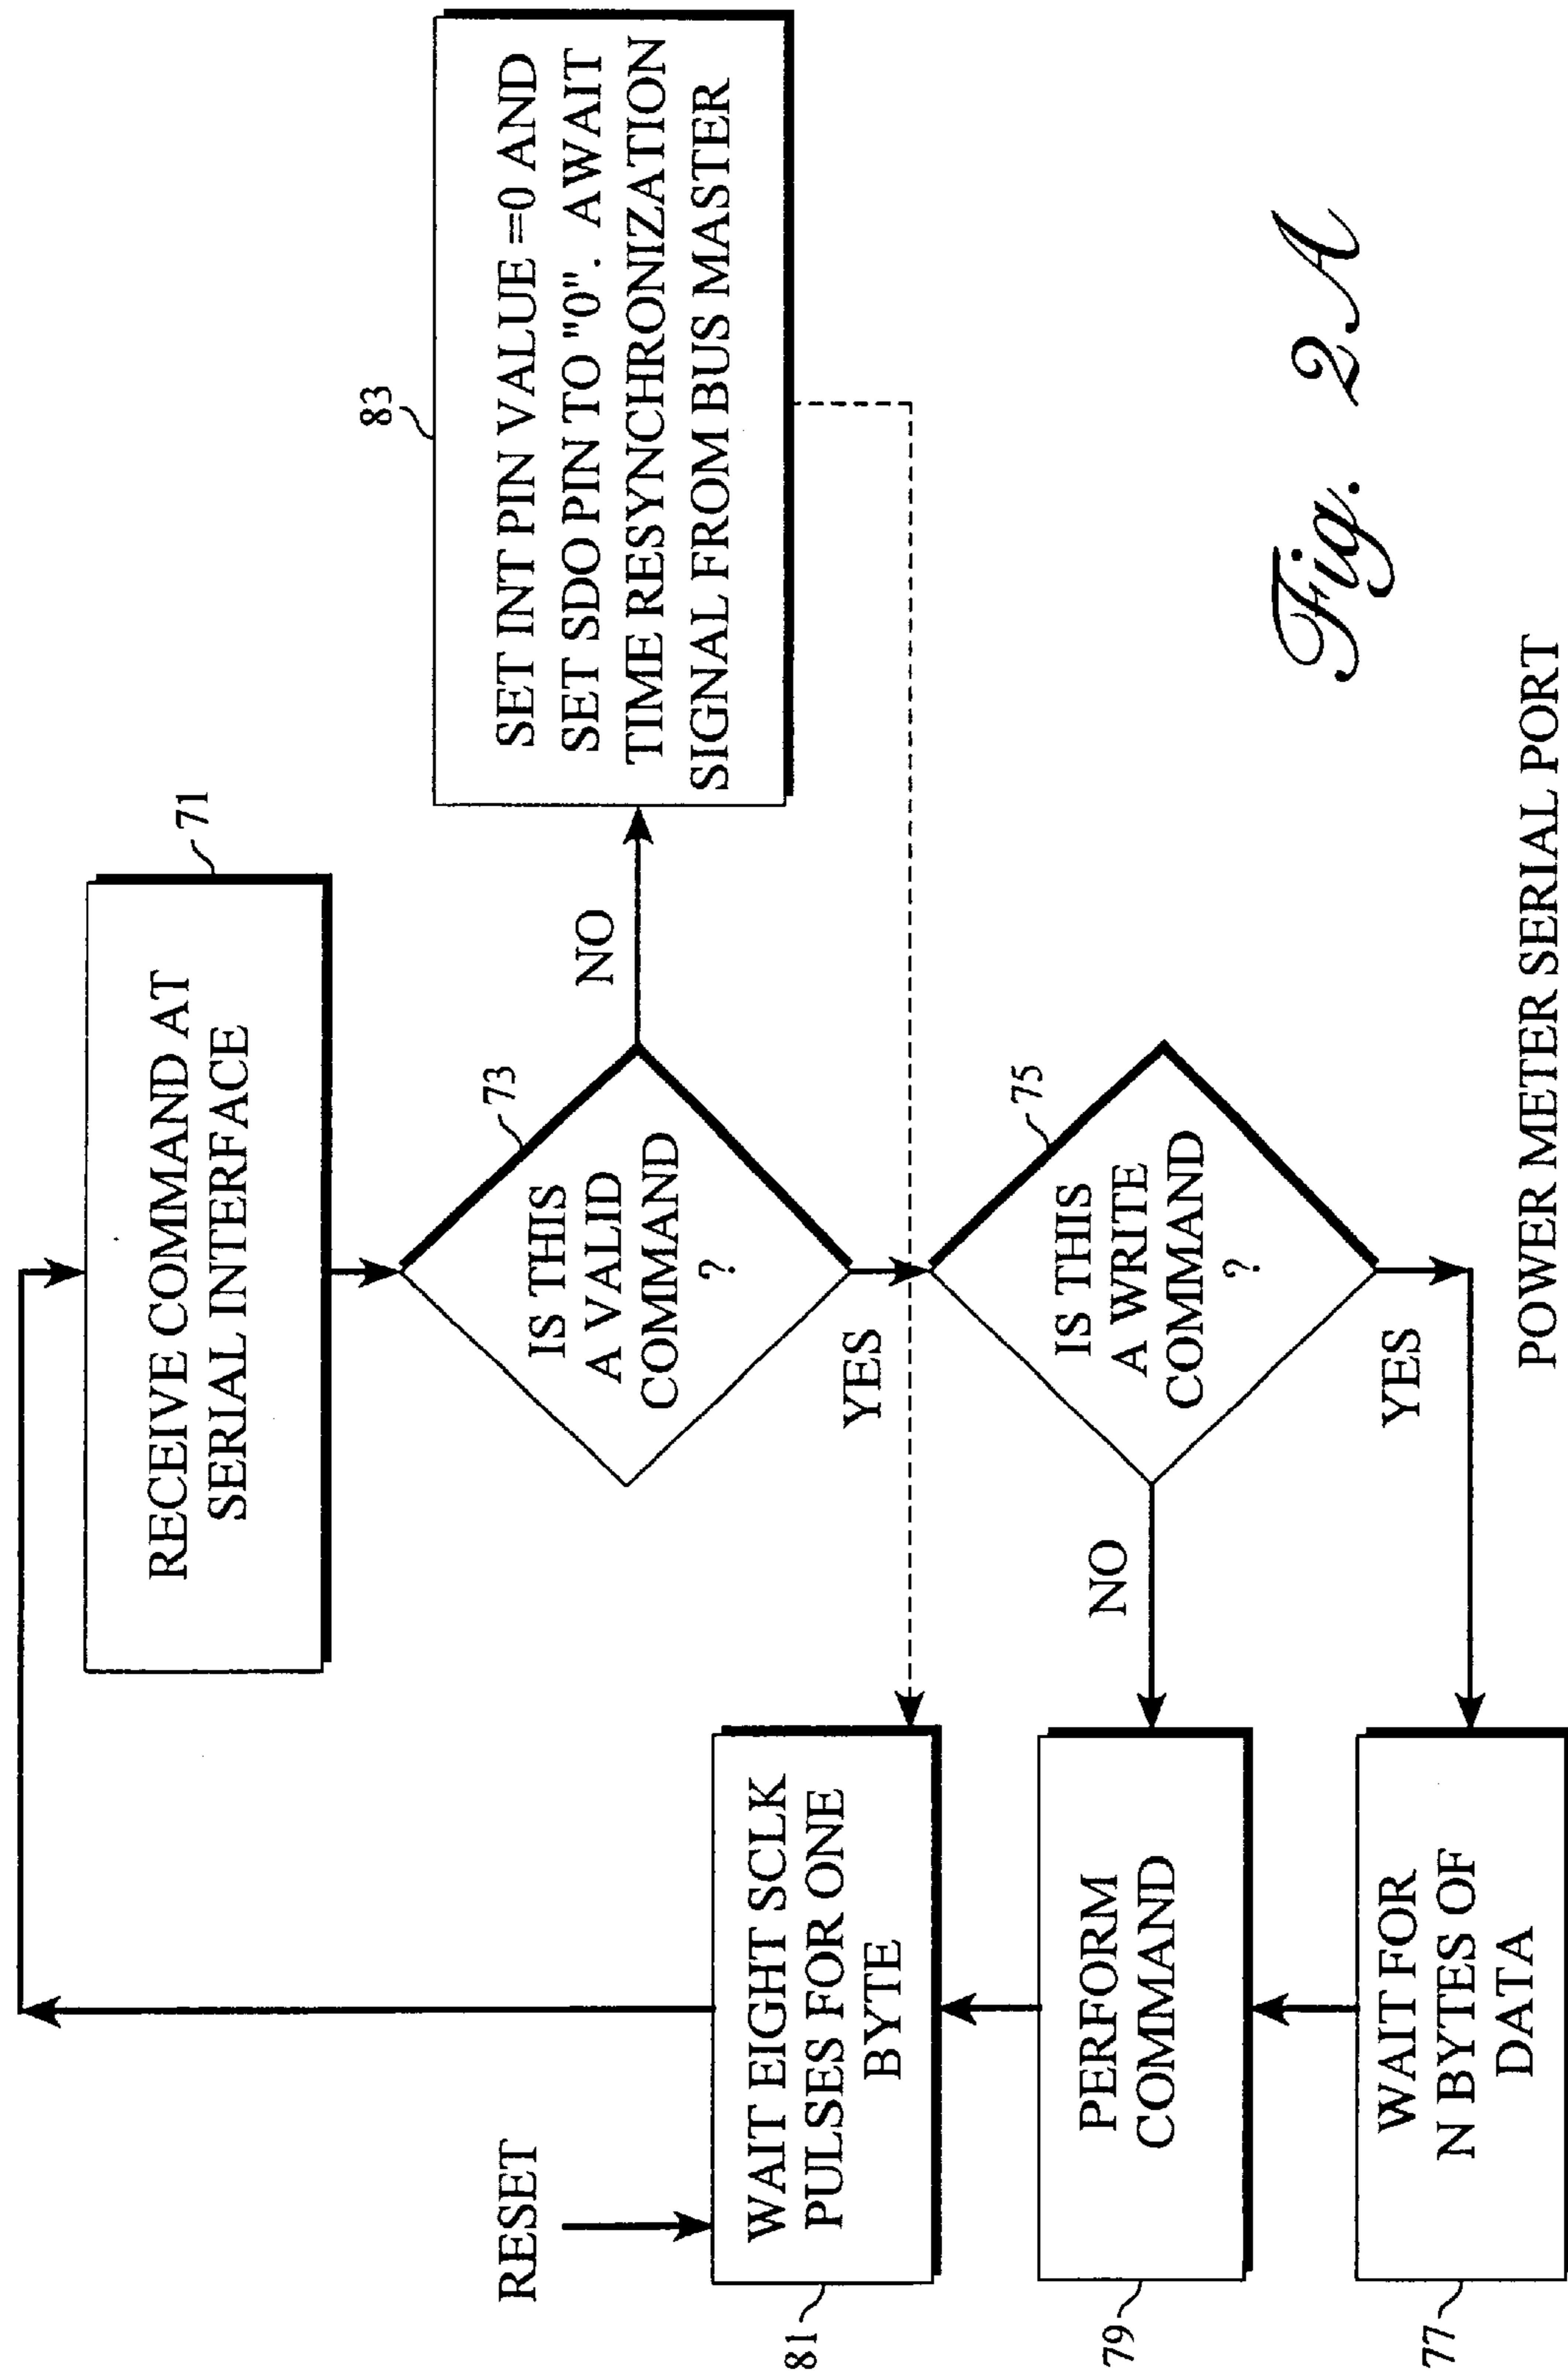 RECEIVE COMMAND AT
SERIAL INTERFACE
71
IS THIS
A VALID
COMMAND
?
73
NO
YES
SET INT PIN VALUE =0 AND
SET SDO PIN TO "0". AWAIT
TIME RESYNCHRONIZATION
SIGNAL FROM BUS MASTER
83
RESET
WAIT EIGHT SCLK
PULSES FOR ONE
BYTE
81
IS THIS
A WRITE
COMMAND
?
75
NO
YES
PERFORM
COMMAND
79
WAIT FOR
N BYTES OF
DATA
77
POWER METER SERIAL PORT
Fig. 2A